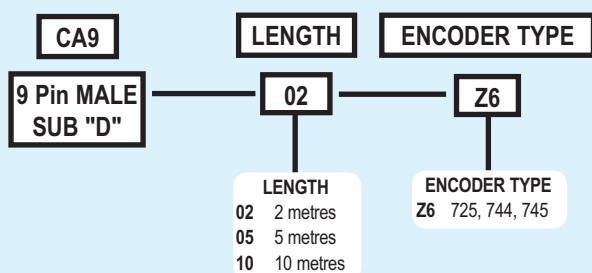 CA9 LENGTH ENCODER TYPE
9 Pin MALE
SUB "D"
02 Z6
LENGTH
02 2 metres
05 5 metres
10 10 metres
ENCODER TYPE
Z6 725, 744, 745